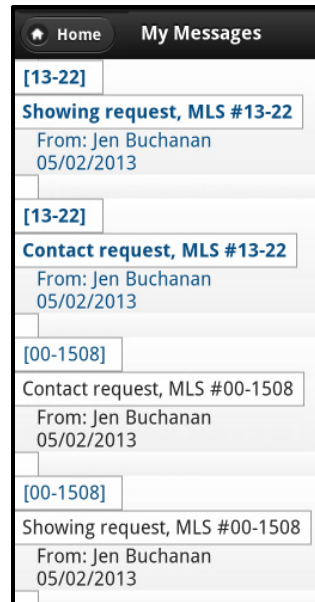 Home My Messages
[13-22]
Showing request, MLS #13-22
From: Jen Buchanan
05/02/2013
[13-22]
Contact request, MLS #13-22
From: Jen Buchanan
05/02/2013
[00-1508]
Contact request, MLS #00-1508
From: Jen Buchanan
05/02/2013
[00-1508]
Showing request, MLS #00-1508
From: Jen Buchanan
05/02/2013